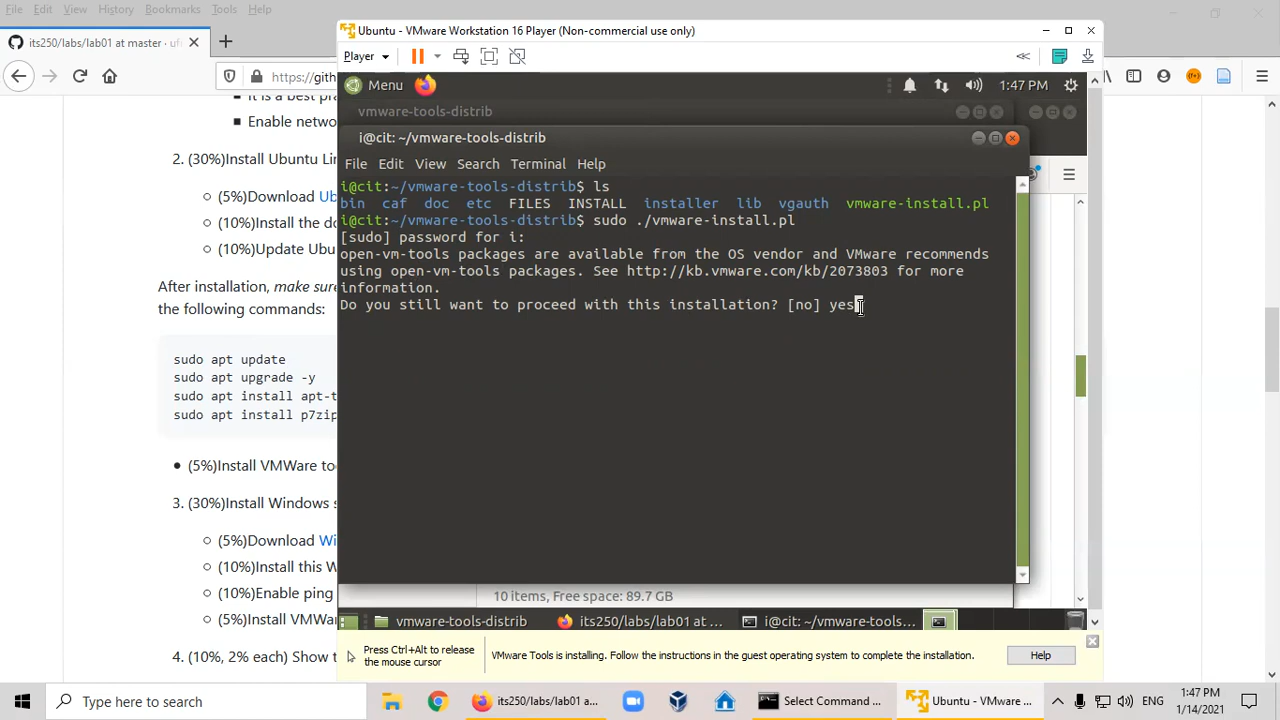 File Edit View History Bookmarks Tools Help
its250/labs/lab01 at master · 
https://gith
Enable netwo
2. (30%)Install Ubuntu Li
(5%)Download Ub
(10%)Install the do
(10%)Update Ubu
After installation, make sure
the following commands:
sudo apt update
sudo apt upgrade -y
sudo apt install apt-t
sudo apt install p7zip
(5%)Install VMWare to
3. (30%)Install Windows s
(5%)Download Wi
(10%)Install this W
(10%)Enable ping
(5%)Install VMWar
4. (10%, 2% each) Show t
Ubuntu - VMware Workstation 16 Player (Non-commercial use only)
Player
Menu 1:47 PM
vmware-tools-distrib
i@cit: ~/vmware-tools-distrib
File Edit View Search Terminal Help
i@cit:~/vmware-tools-distrib$ ls
bin caf doc etc FILES INSTALL installer lib vgauth vmware-install.pl
i@cit:~/vmware-tools-distrib$ sudo ./vmware-install.pl
[sudo] password for i:
open-vm-tools packages are available from the OS vendor and VMware recommends
using open-vm-tools packages. See http://kb.vmware.com/kb/2073803 for more
information.
Do you still want to proceed with this installation? [no] yes
10 items, Free space: 89.7 GB
vmware-tools-distrib its250/labs/lab01 at ... i@cit: ~/vmware-tools...
Press Ctrl+Alt to release
the mouse cursor
VMware Tools is installing. Follow the instructions in the guest operating system to complete the installation.
Help
Type here to search
its250/labs/lab01 a...
Select Command ...
Ubuntu - VMware ...
ENG
1:47 PM
1/14/2021